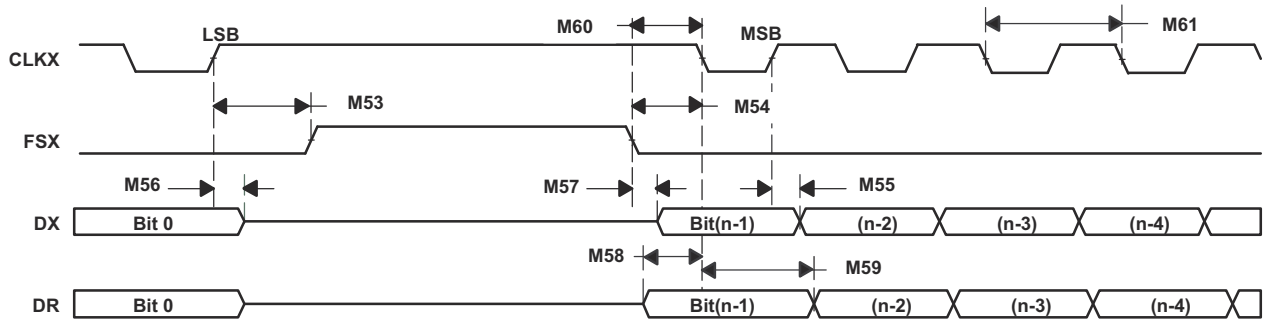 LSB M60 MSB M61
CLKX
M53 M54
FSX
M56 M57 M55
DX Bit 0 Bit(n-1) (n-2) (n-3) (n-4)
M58 M59
DR Bit 0 Bit(n-1) (n-2) (n-3) (n-4)